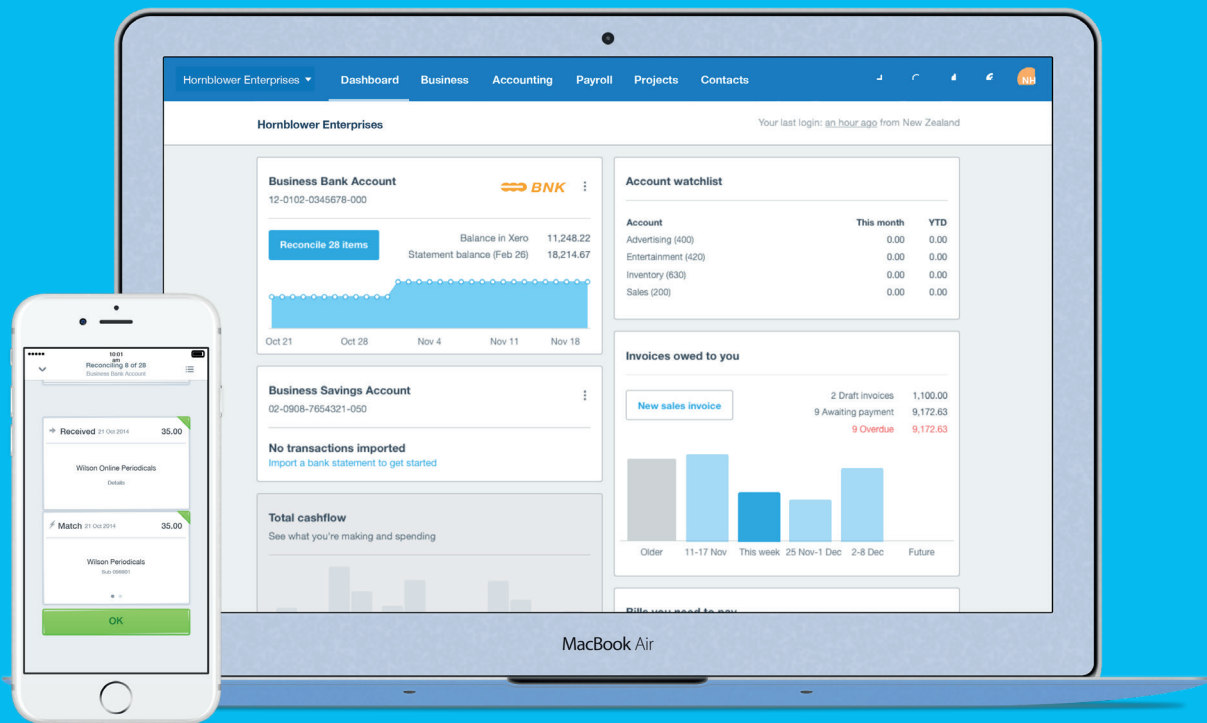 Hornblower Enterprises
Dashboard Business Accounting Payroll Projects Contacts
NH
Hornblower Enterprises
Your last login: an hour ago from New Zealand
Business Bank Account
12-0102-0345678-000
BNK
Reconcile 28 items
Balance in Xero 11,248.22
Statement balance (Feb 26) 18,214.67
Oct 21 Oct 28 Nov 4 Nov 11 Nov 18
Business Savings Account
02-0908-7654321-050
No transactions imported
Import a bank statement to get started
Total cashflow
See what you're making and spending
Account watchlist
Account This month YTD
Advertising (400) 0.00 0.00
Entertainment (420) 0.00 0.00
Inventory (630) 0.00 0.00
Sales (200) 0.00 0.00
Invoices owed to you
New sales invoice
2 Draft invoices 1,100.00
9 Awaiting payment 9,172.63
9 Overdue 9,172.63
Older 11-17 Nov This week 25 Nov-1 Dec 2-8 Dec Future
Bills you need to pay
MacBook Air
10:01
am
Reconciling 8 of 28
Business Bank Account
Received 21 Oct 2014 35.00
Wilson Online Periodicals
Details
Match 21 Oct 2014 35.00
Wilson Periodicals
OK